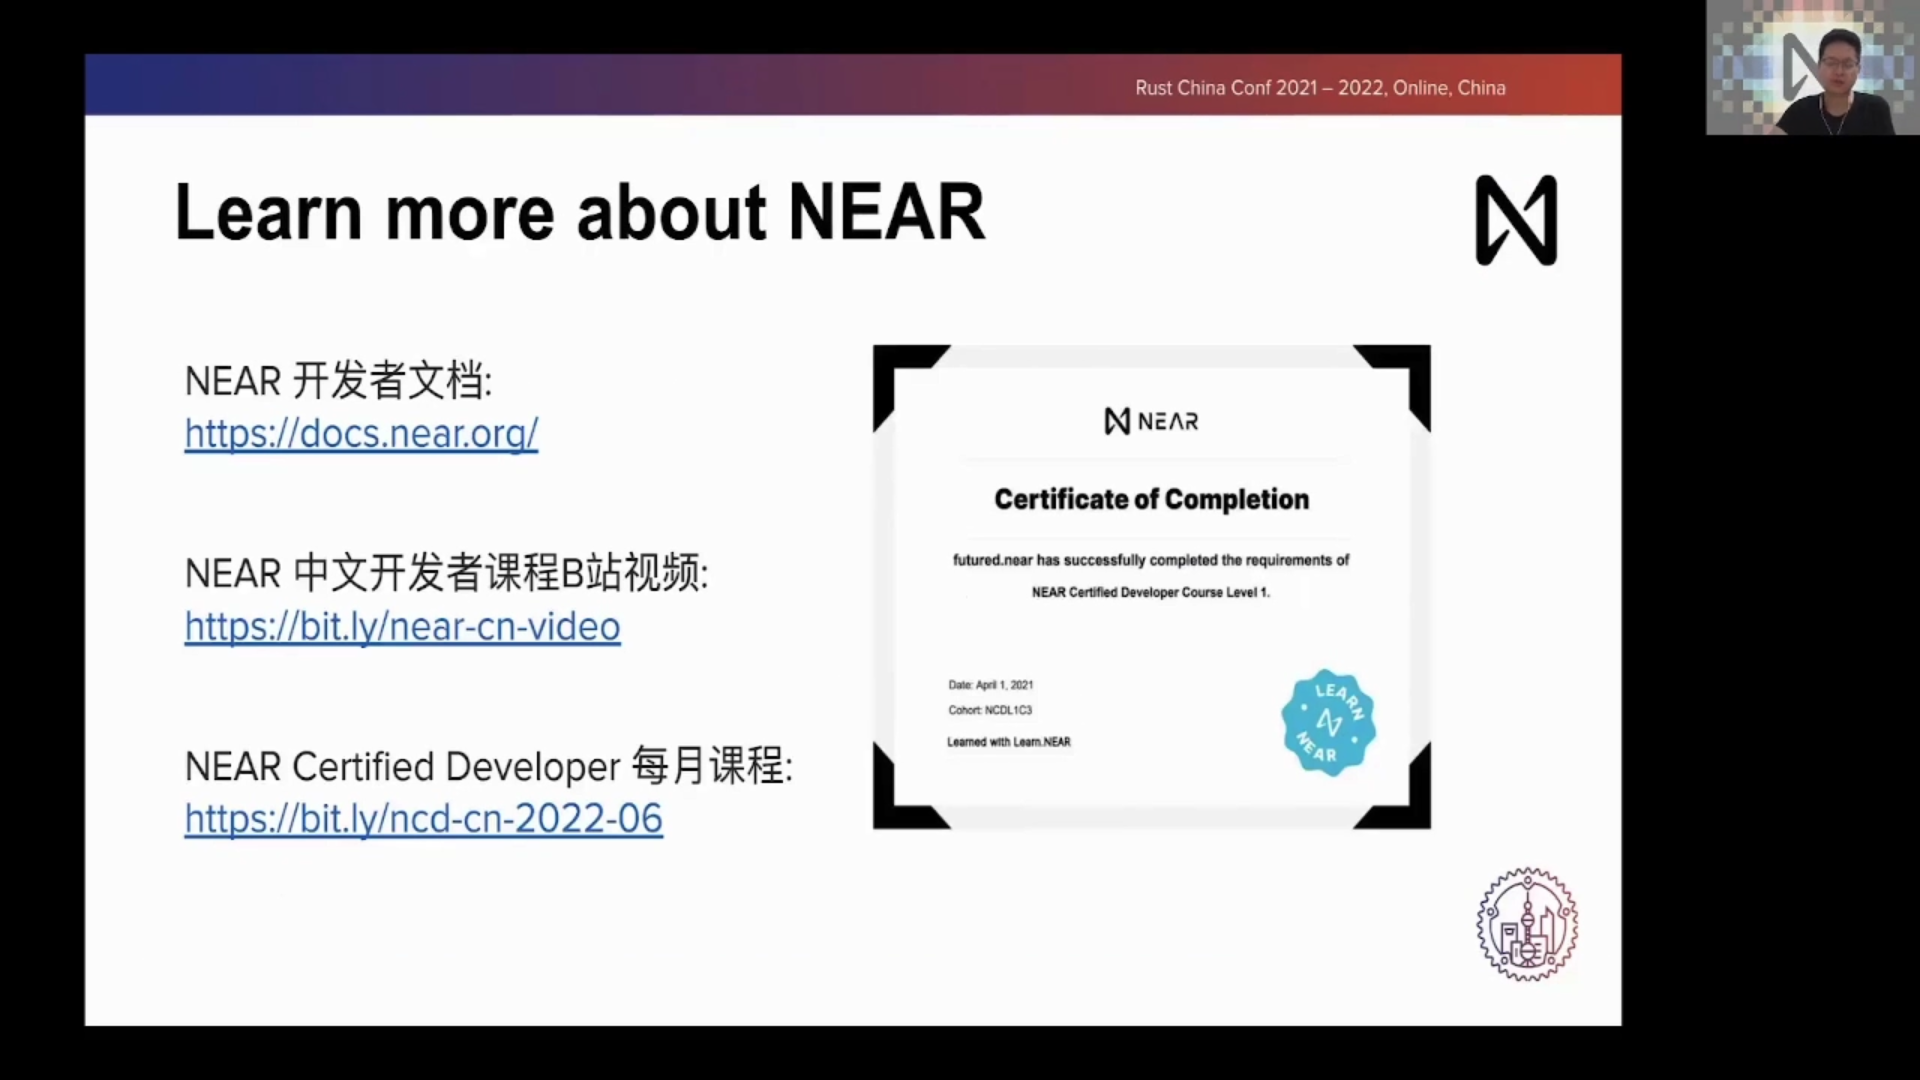 Rust China Conf 2021 – 2022, Online, China
Learn more about NEAR
NEAR 开发者文档:
https://docs.near.org/
NEAR 中文开发者课程B站视频:
https://bit.ly/near-cn-video
NEAR Certified Developer 每月课程:
https://bit.ly/ncd-cn-2022-06
NEAR
Certificate of Completion
futured.near has successfully completed the requirements of
NEAR Certified Developer Course Level 1.
Date: April 1, 2021
Cohort: NCDL1C3
Learned with Learn.NEAR
LEARN
NEAR